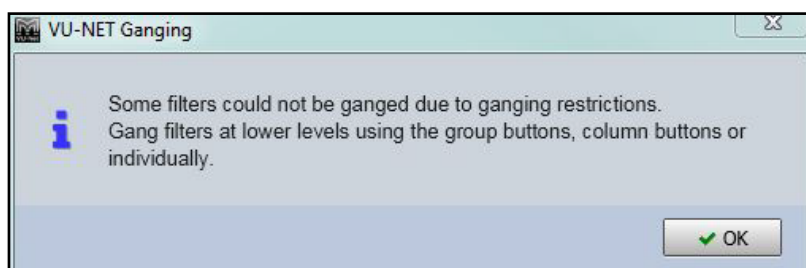 VU-NET Ganging
Some filters could not be ganged due to ganging restrictions.
Gang filters at lower levels using the group buttons, column buttons or
individually.
OK